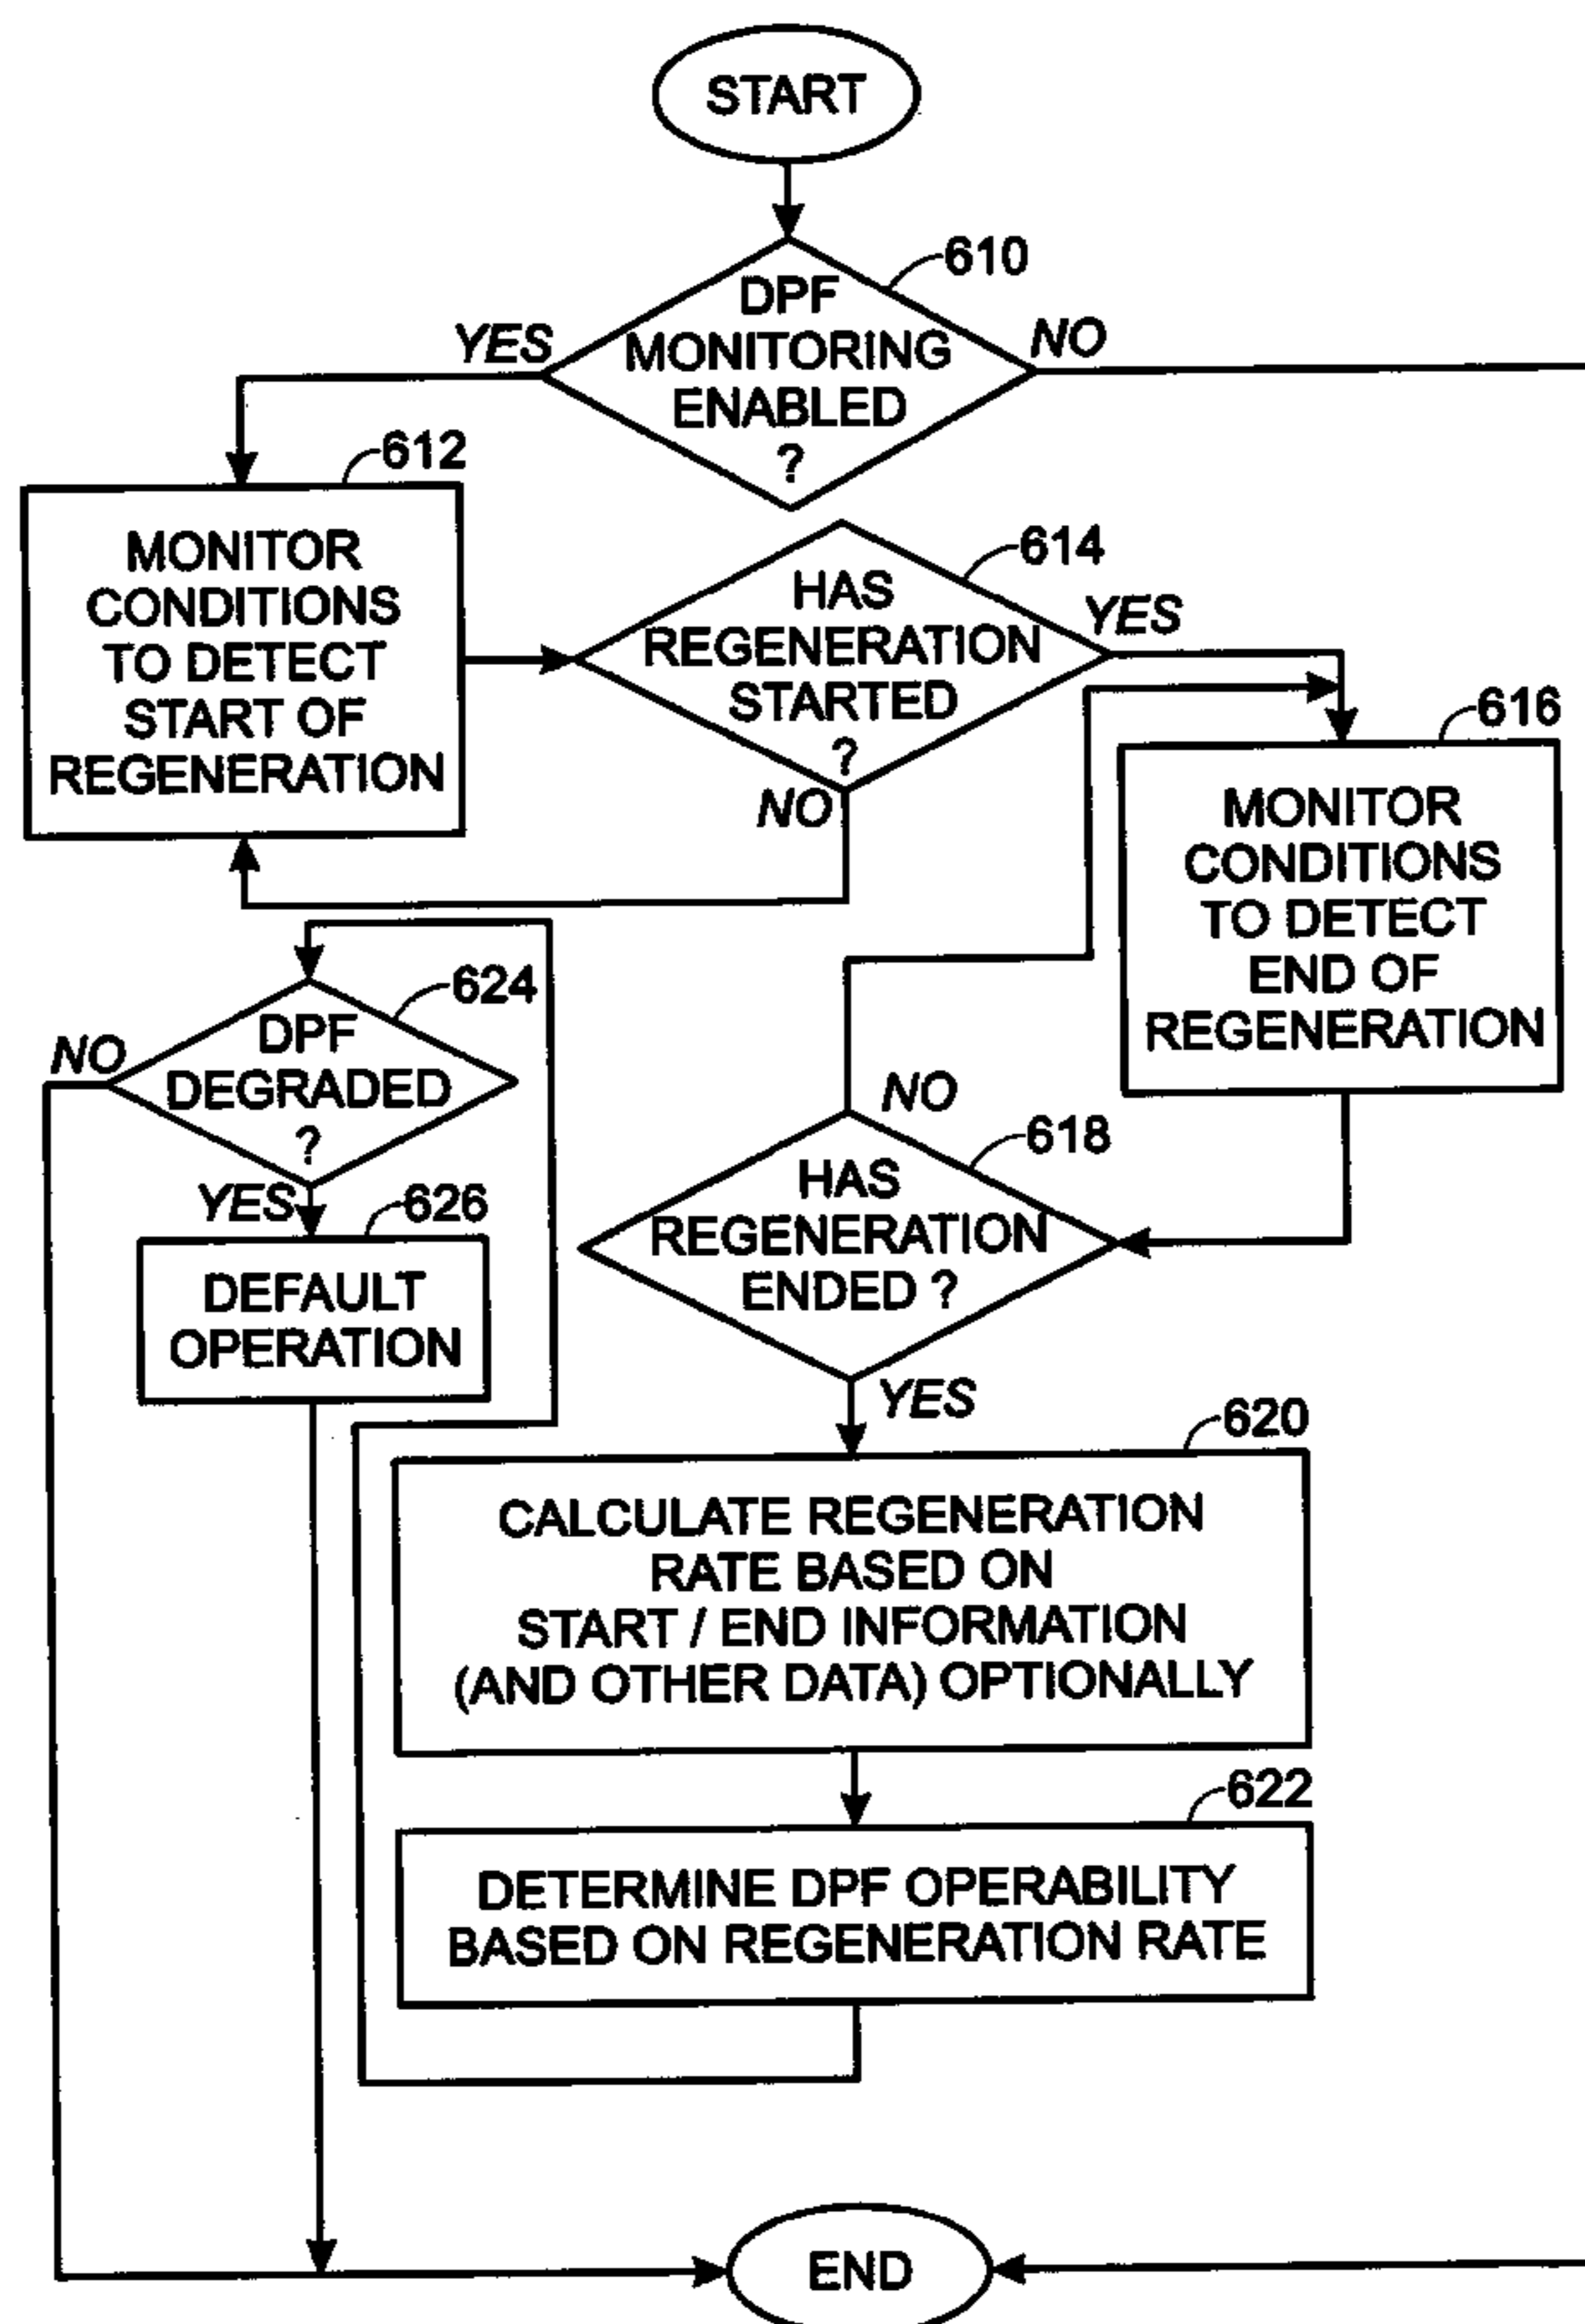 START
610
DPF
MONITORING
ENABLED
?
YES
NO
612
MONITOR
CONDITIONS
TO DETECT
START OF
REGENERATION
614
HAS
REGENERATION
STARTED
?
YES
NO
616
MONITOR
CONDITIONS
TO DETECT
END OF
REGENERATION
618
HAS
REGENERATION
ENDED ?
NO
YES
620
CALCULATE REGENERATION
RATE BASED ON
START / END INFORMATION
(AND OTHER DATA) OPTIONALLY
622
DETERMINE DPF OPERABILITY
BASED ON REGENERATION RATE
624
DPF
DEGRADED
?
NO
YES
626
DEFAULT
OPERATION
END